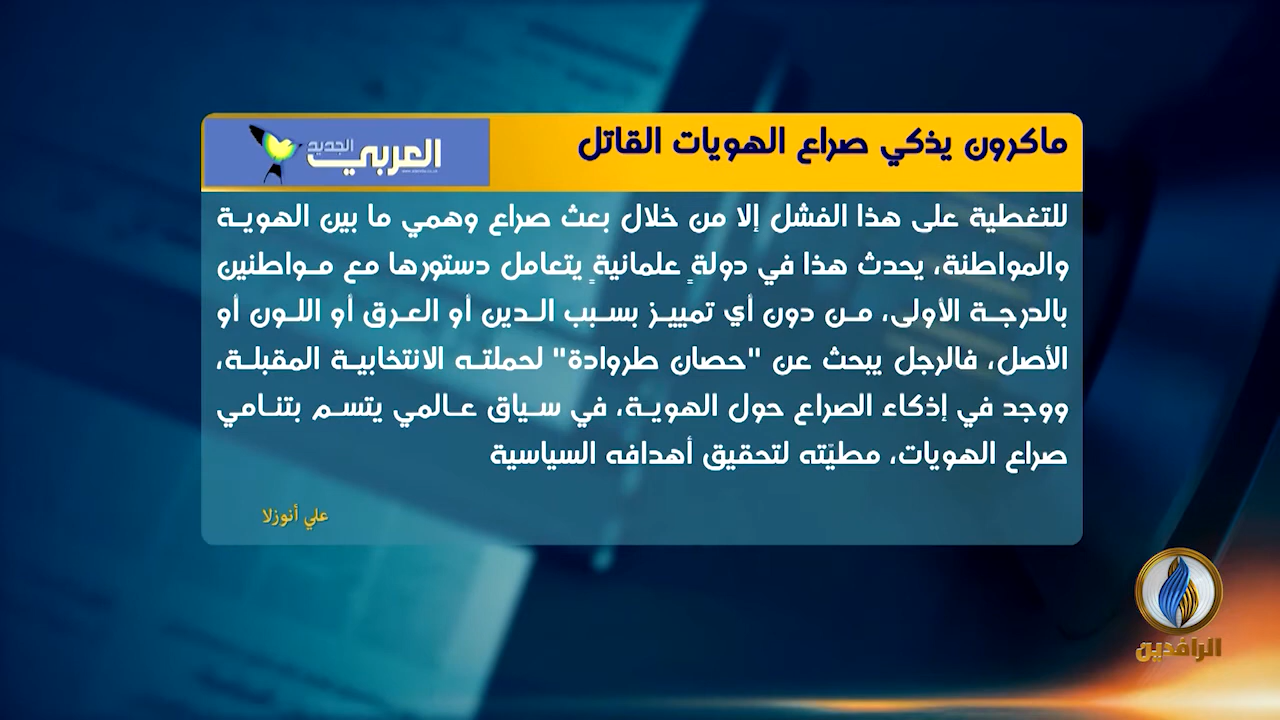 ماكرون يذكي صراع الهويات القاتل
العربي الجديد
للتغطية على هذا الفشل إلا من خلال بعث صراع وهمي ما بين الهوية
والمواطنة، يحدث هذا في دولةٍ علمانيةٍ يتعامل دستورها مع مواطنين
بالدرجة الأولى، من دون أي تمييز بسبب الدين أو العرق أو اللون أو
الأصل، فالرجل يبحث عن "حصان طروادة" لحملته الانتخابية المقبلة،
ووجد في إذكاء الصراع حول الهوية، في سياق عالمي يتسم بتنامي
صراع الهويات، مطيّته لتحقيق أهدافه السياسية
علي أنوزلا
الرافدين